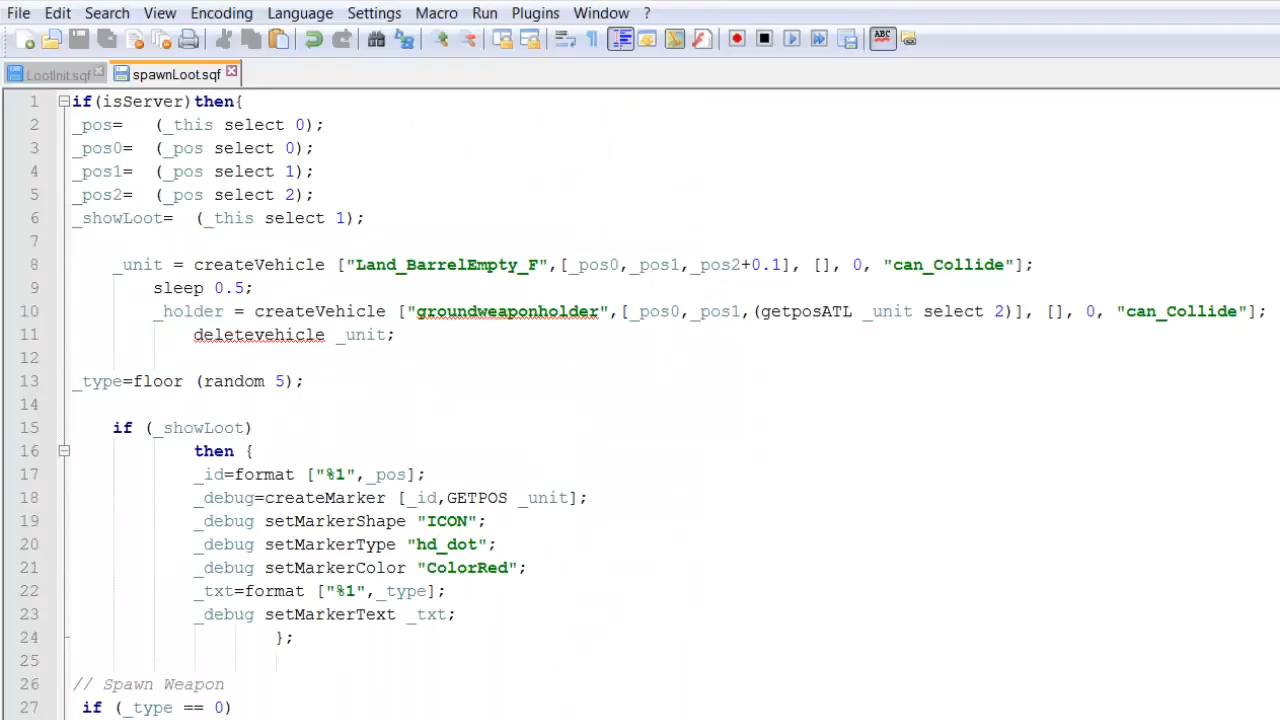 File Edit Search View Encoding Language Settings Macro Run Plugins Window ?
ABC
LootInit.sqf spawnLoot.sqf
1 if(isServer)then{
2 _pos= (_this select 0);
3 _pos0= (_pos select 0);
4 _pos1= (_pos select 1);
5 _pos2= (_pos select 2);
6 _showLoot= (_this select 1);
7
8 _unit = createVehicle ["Land_BarrelEmpty_F",[_pos0,_pos1,_pos2+0.1], [], 0, "can_Collide"];
9 sleep 0.5;
10 _holder = createVehicle ["groundweaponholder",[_pos0,_pos1,(getposATL _unit select 2)], [], 0, "can_Collide"];
11 deletevehicle _unit;
12
13 _type=floor (random 5);
14
15 if (_showLoot)
16 then {
17 _id=format ["%1",_pos];
18 _debug=createMarker [_id,GETPOS _unit];
19 _debug setMarkerShape "ICON";
20 _debug setMarkerType "hd_dot";
21 _debug setMarkerColor "ColorRed";
22 _txt=format ["%1",_type];
23 _debug setMarkerText _txt;
24 };
25
26 // Spawn Weapon
27 if (_type == 0)